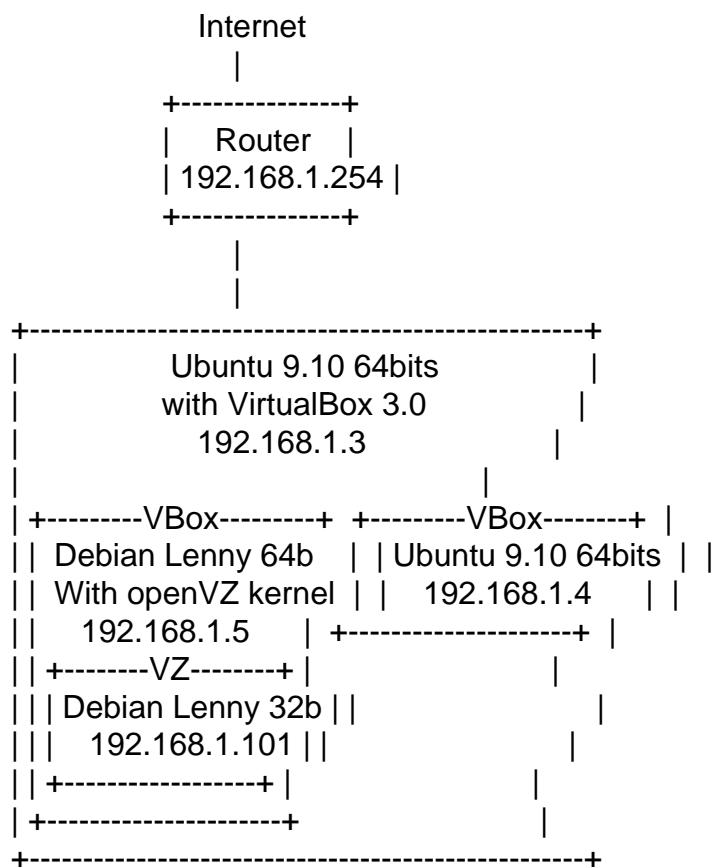 Internet
|
+---------------+
| Router |
| 192.168.1.254 |
+---------------+
|
|
+----------------------------------------------------+
| Ubuntu 9.10 64bits |
| with VirtualBox 3.0 |
| 192.168.1.3 |
| |
| +---------VBox---------+ +---------VBox--------+ |
| | Debian Lenny 64b | | Ubuntu 9.10 64bits | |
| | With openVZ kernel | | 192.168.1.4 | |
| | 192.168.1.5 | +---------------------+ |
| | +--------VZ--------+ | |
| | | Debian Lenny 32b | | |
| | | 192.168.1.101 | | |
| | +------------------+ | |
| +-----------------------+ |
+----------------------------------------------------+